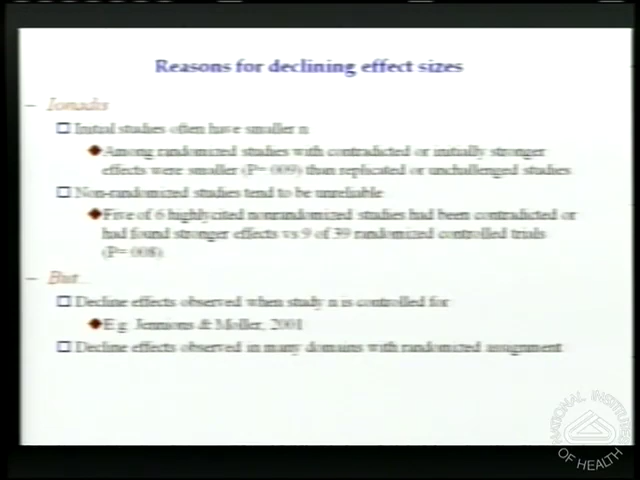 Reasons for declining effect sizes
– Ionadis
Initial studies often have smaller n
Among randomized studies with contradicted or initially stronger
effects were smaller (P= 009) than replicated or unchallenged studies
Non-randomized studies tend to be unreliable
Five of 6 highly cited nonrandomized studies had been contradicted or
had found stronger effects vs 9 of 39 randomized controlled trials
(P= 008)
– But...
Decline effects observed when study n is controlled for
E.g. Jennions & Moller, 2001
Decline effects observed in many domains with randomized assignment
NATIONAL INSTITUTES
OF HEALTH